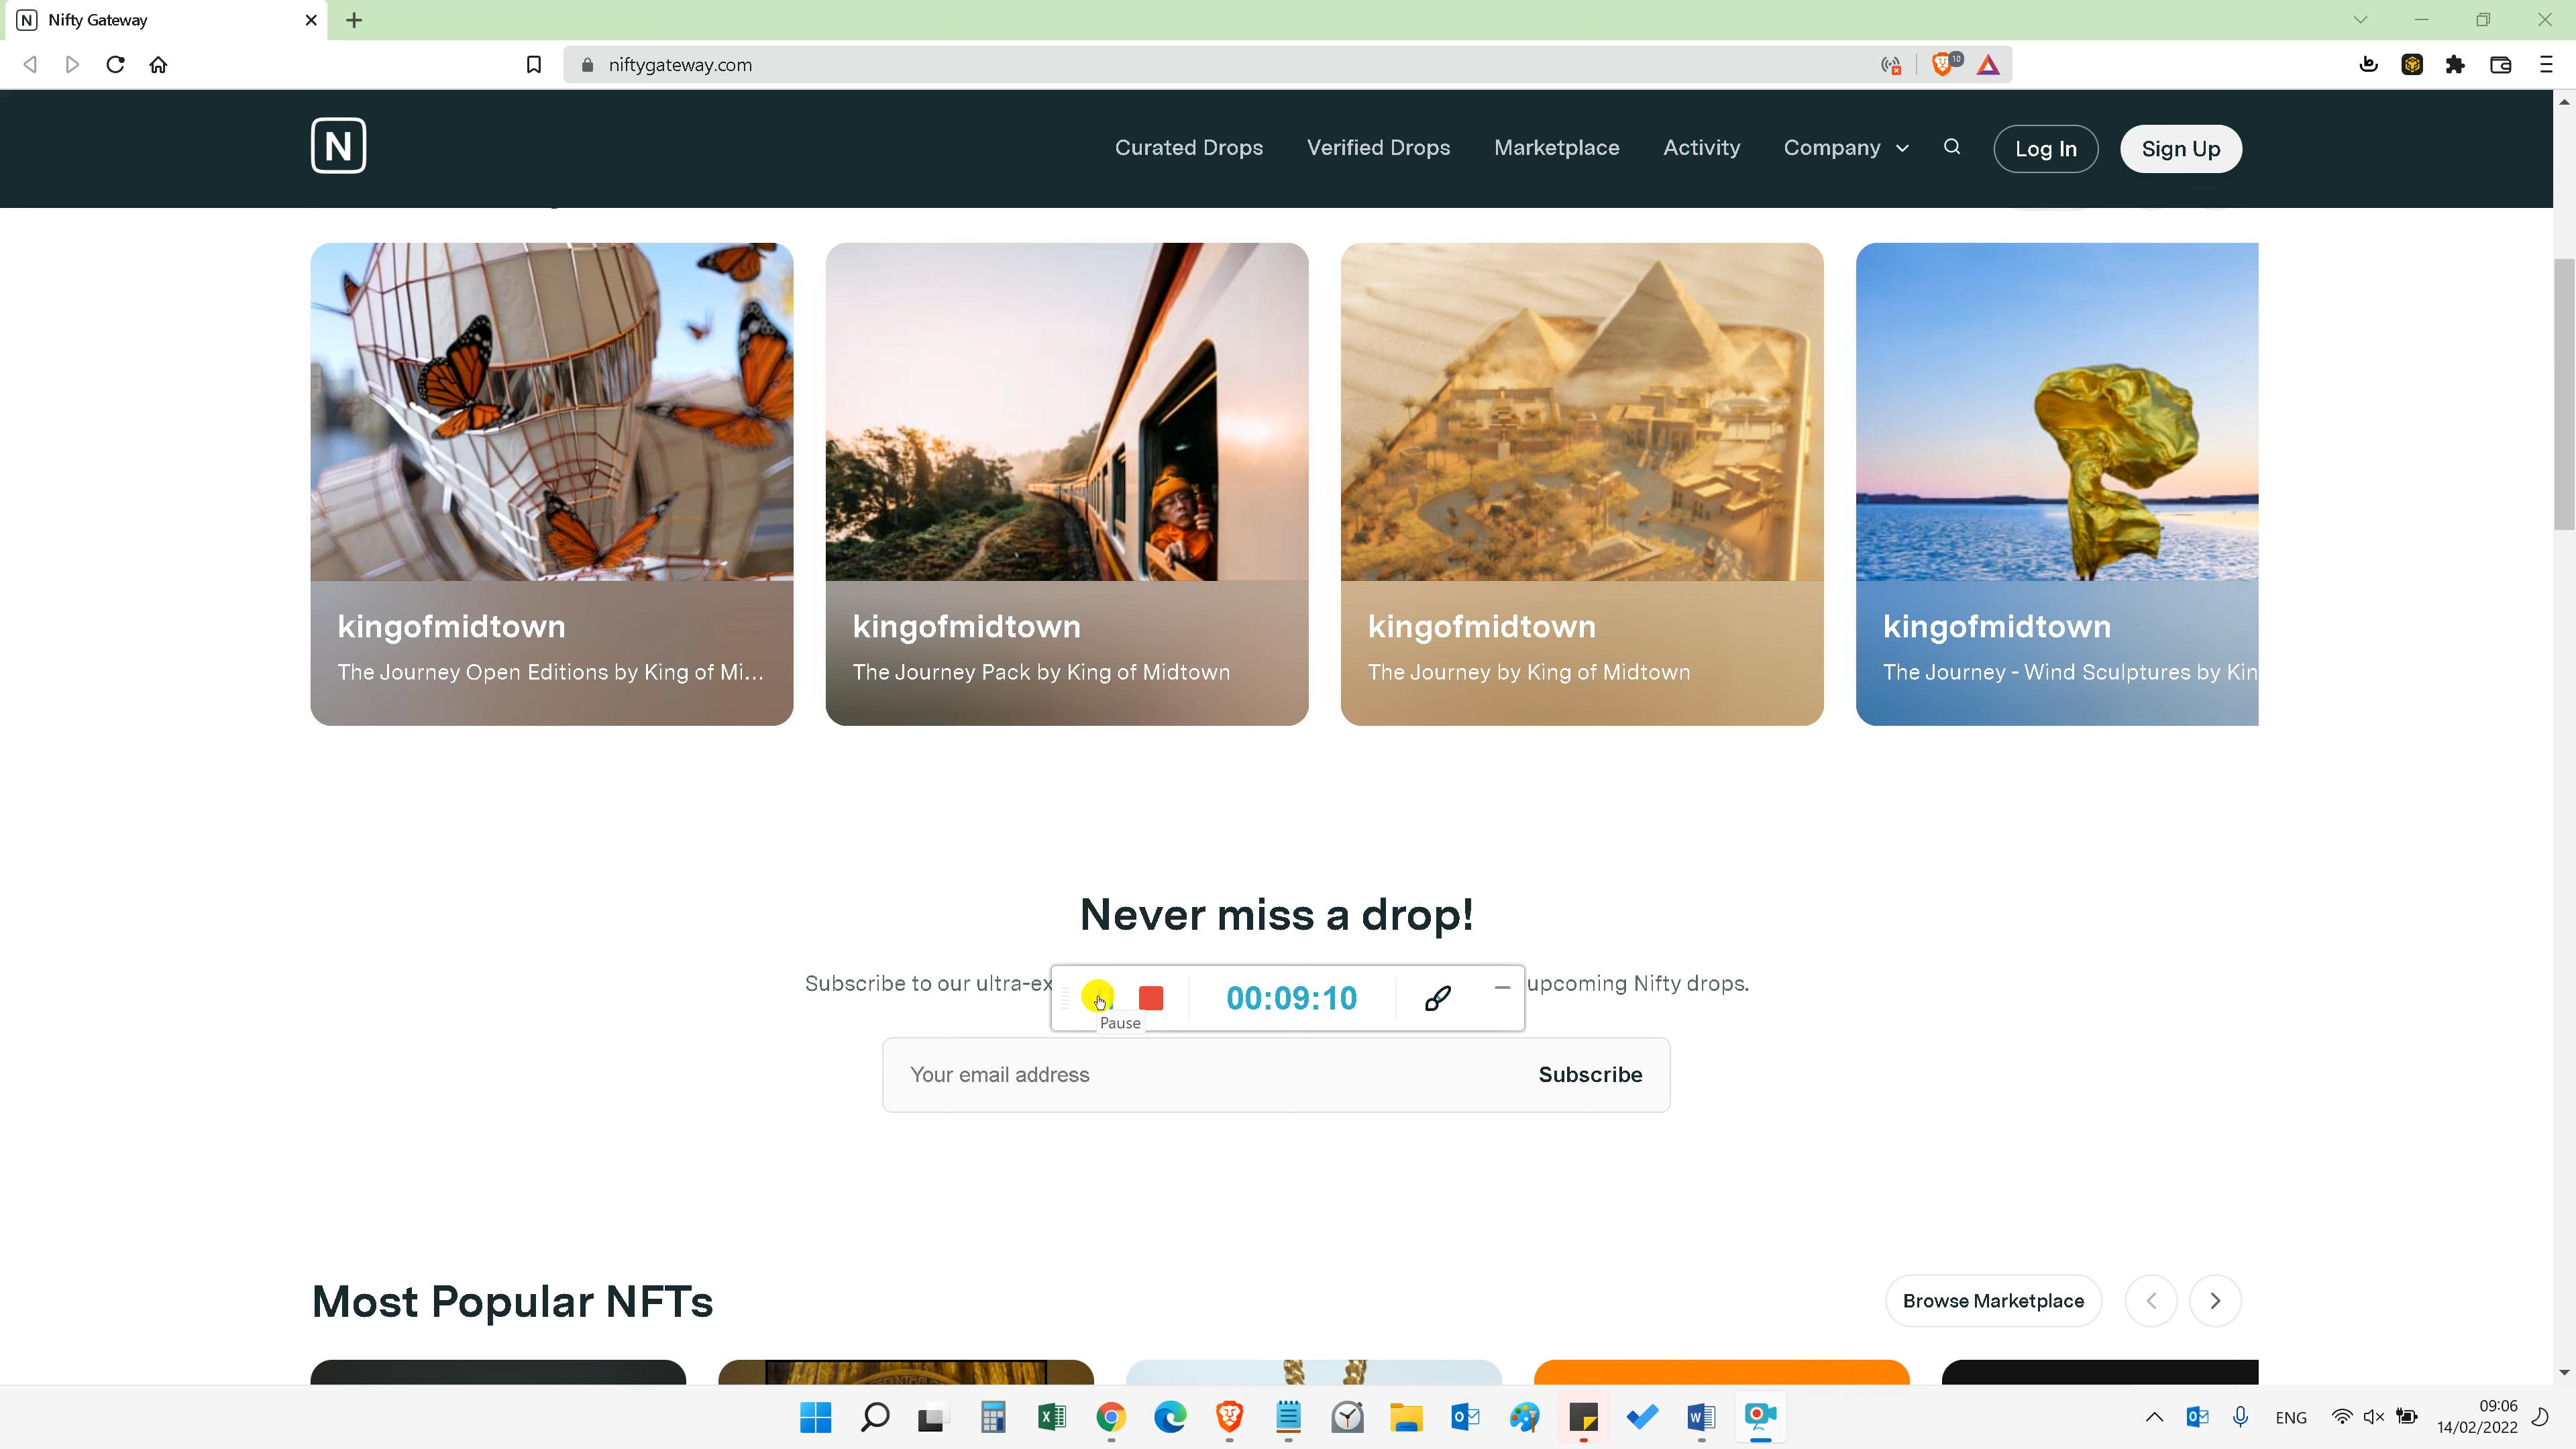 N Nifty Gateway
niftygateway.com
10
N
Curated Drops Verified Drops Marketplace Activity Company Log In Sign Up
kingofmidtown
The Journey Open Editions by King of Mi...
kingofmidtown
The Journey Pack by King of Midtown
kingofmidtown
The Journey by King of Midtown
kingofmidtown
The Journey - Wind Sculptures by Kin
Never miss a drop!
Subscribe to our ultra-ex upcoming Nifty drops.
00:09:10
Pause
Your email address Subscribe
Most Popular NFTs
Browse Marketplace
ENG
09:06
14/02/2022